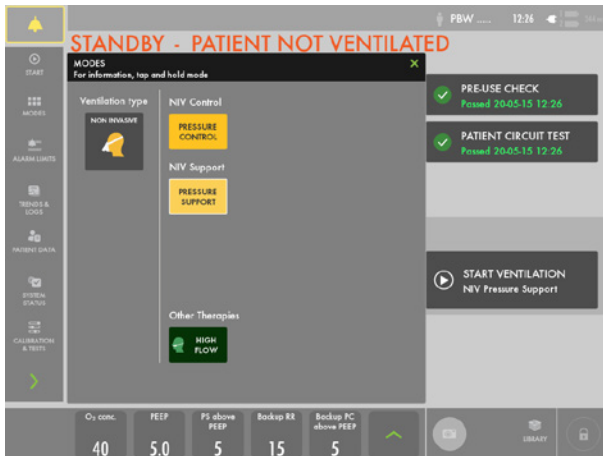 PBW ..... 12:26
STANDBY - PATIENT NOT VENTILATED
START
MODES
ALARM LIMITS
TRENDS &
LOGS
PATIENT DATA
SYSTEM
STATUS
CALIBRATION
& TESTS
MODES
For information, tap and hold mode
Ventilation type
NON INVASIVE
NIV Control
PRESSURE
CONTROL
NIV Support
PRESSURE
SUPPORT
Other Therapies
HIGH
FLOW
PRE-USE CHECK
Passed 20-05-15 12:26
PATIENT CIRCUIT TEST
Passed 20-05-15 12:26
START VENTILATION
NIV Pressure Support
O₂ conc.
40
PEEP
5.0
PS above
PEEP
5
Backup RR
15
Backup PC
above PEEP
5
LIBRARY